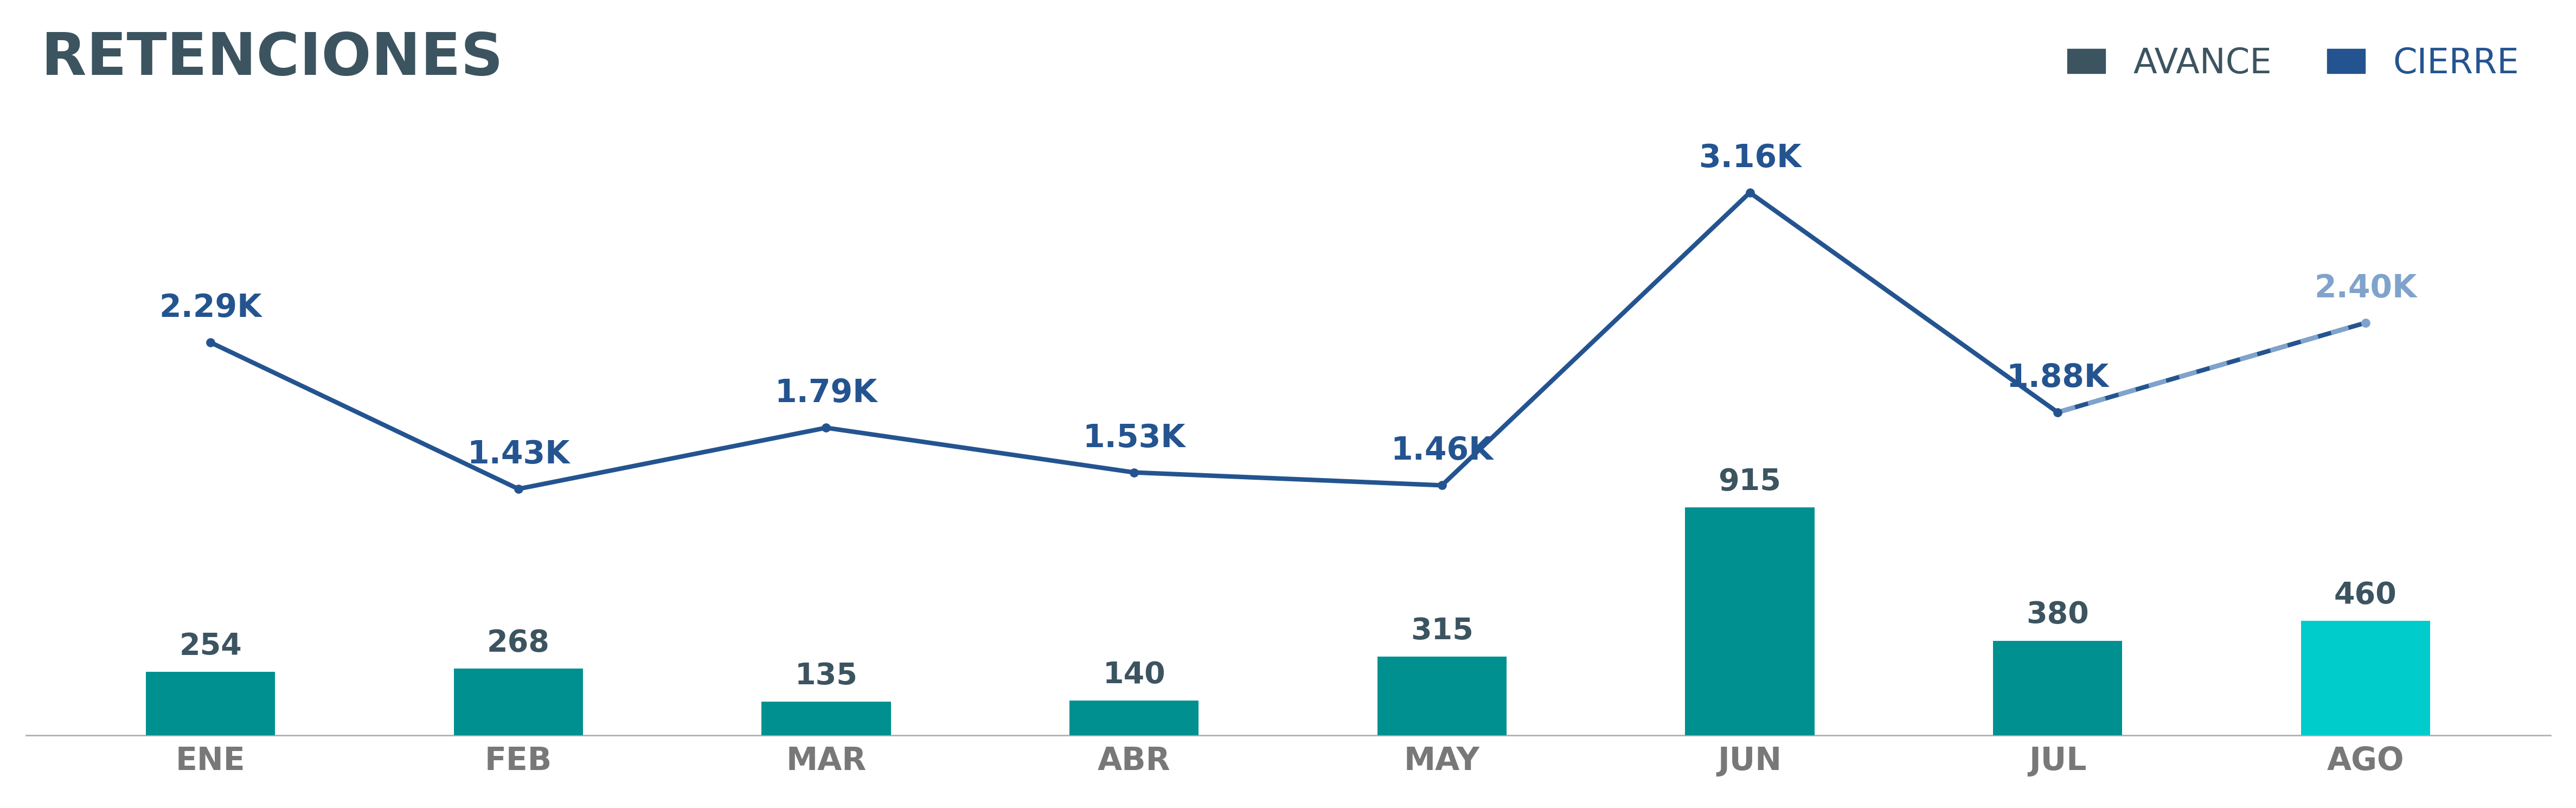 RETENCIONES
AVANCE CIERRE
3.16K
2.40K
2.29K
1.88K
1.79K
1.53K
1.46K
1.43K
915
460
380
315
268
254
140
135
ENE FEB MAR ABR MAY JUN JUL AGO